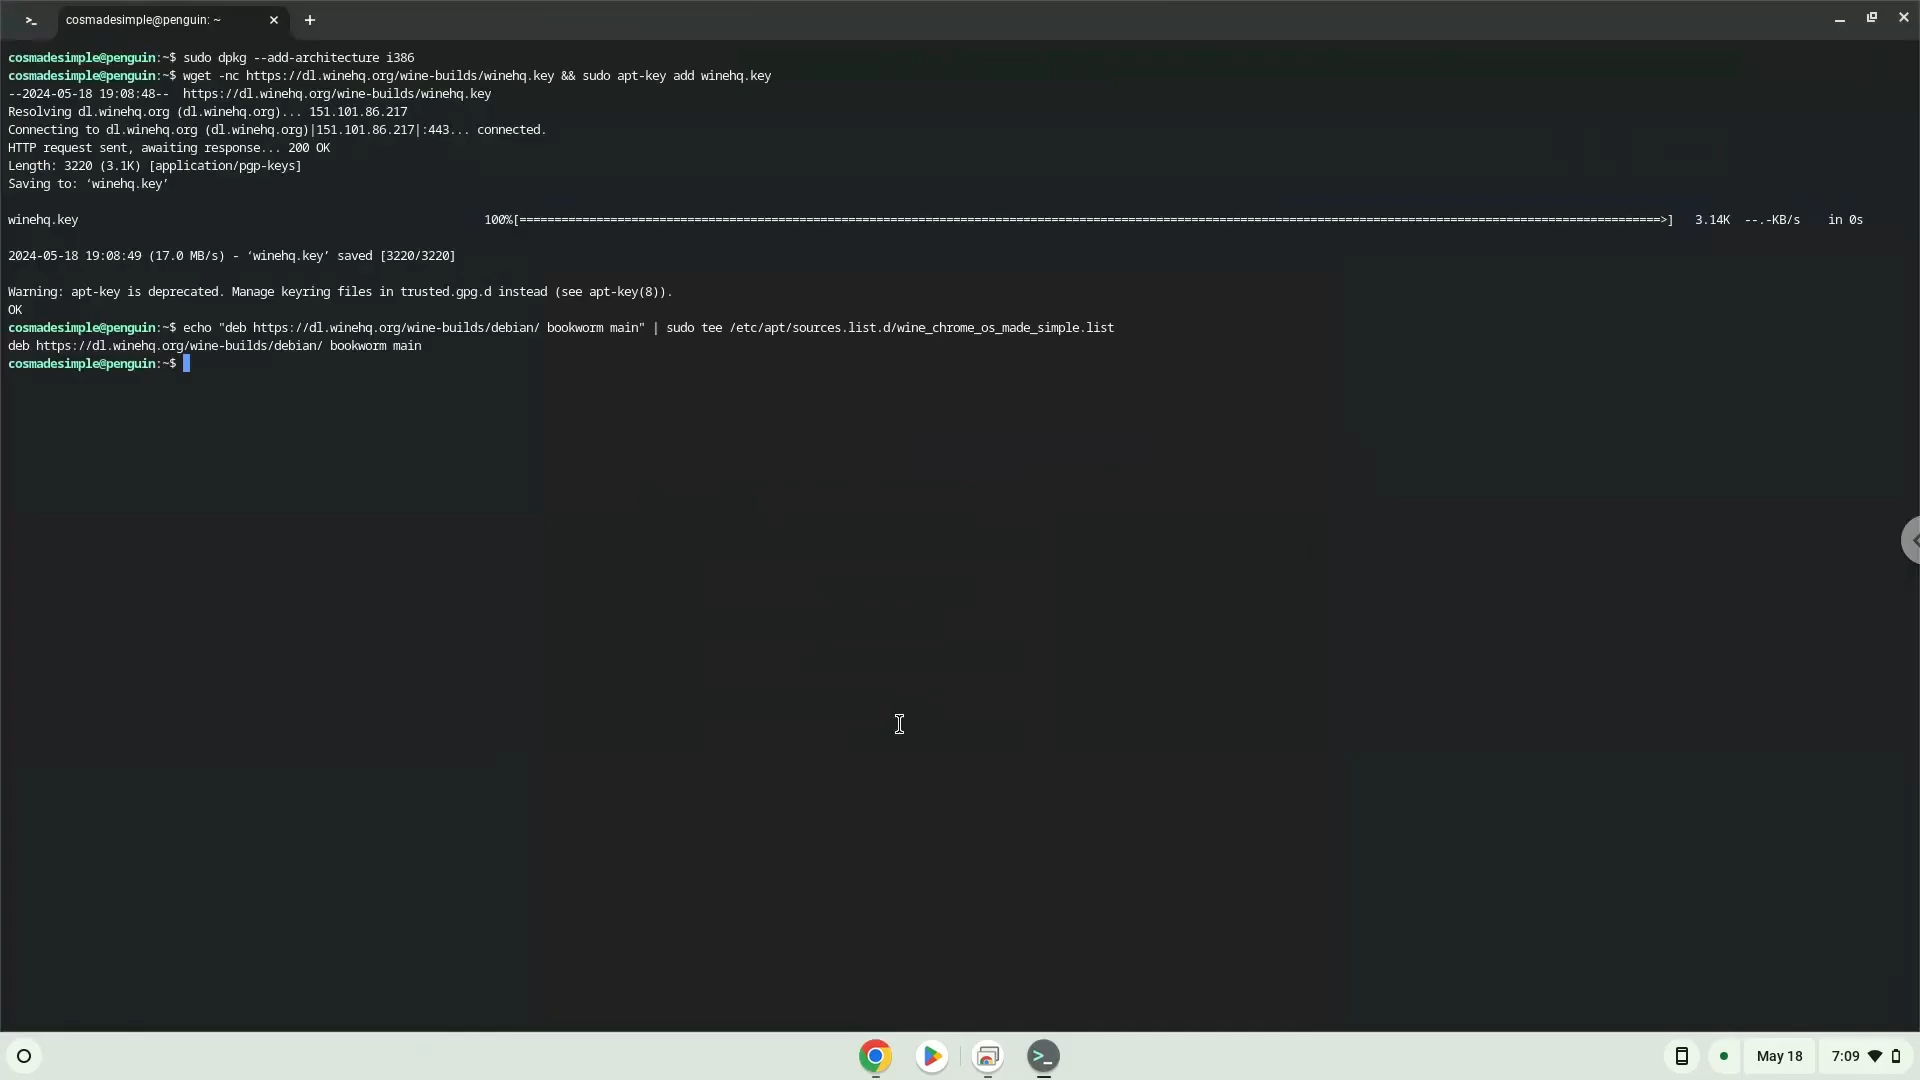 cosmadesimple@penguin: ~
cosmadesimple@penguin:~$ sudo dpkg --add-architecture i386
cosmadesimple@penguin:~$ wget -nc https://dl.winehq.org/wine-builds/winehq.key && sudo apt-key add winehq.key
--2024-05-18 19:08:48--  https://dl.winehq.org/wine-builds/winehq.key
Resolving dl.winehq.org (dl.winehq.org)... 151.101.86.217
Connecting to dl.winehq.org (dl.winehq.org)|151.101.86.217|:443... connected.
HTTP request sent, awaiting response... 200 OK
Length: 3220 (3.1K) [application/pgp-keys]
Saving to: ‘winehq.key’
winehq.key 100%[==================================================================================================================================================================>] 3.14K --.-KB/s in 0s
2024-05-18 19:08:49 (17.0 MB/s) - ‘winehq.key’ saved [3220/3220]
Warning: apt-key is deprecated. Manage keyring files in trusted.gpg.d instead (see apt-key(8)).
OK
cosmadesimple@penguin:~$ echo "deb https://dl.winehq.org/wine-builds/debian/ bookworm main" | sudo tee /etc/apt/sources.list.d/wine_chrome_os_made_simple.list
deb https://dl.winehq.org/wine-builds/debian/ bookworm main
cosmadesimple@penguin:~$
May 18 7:09